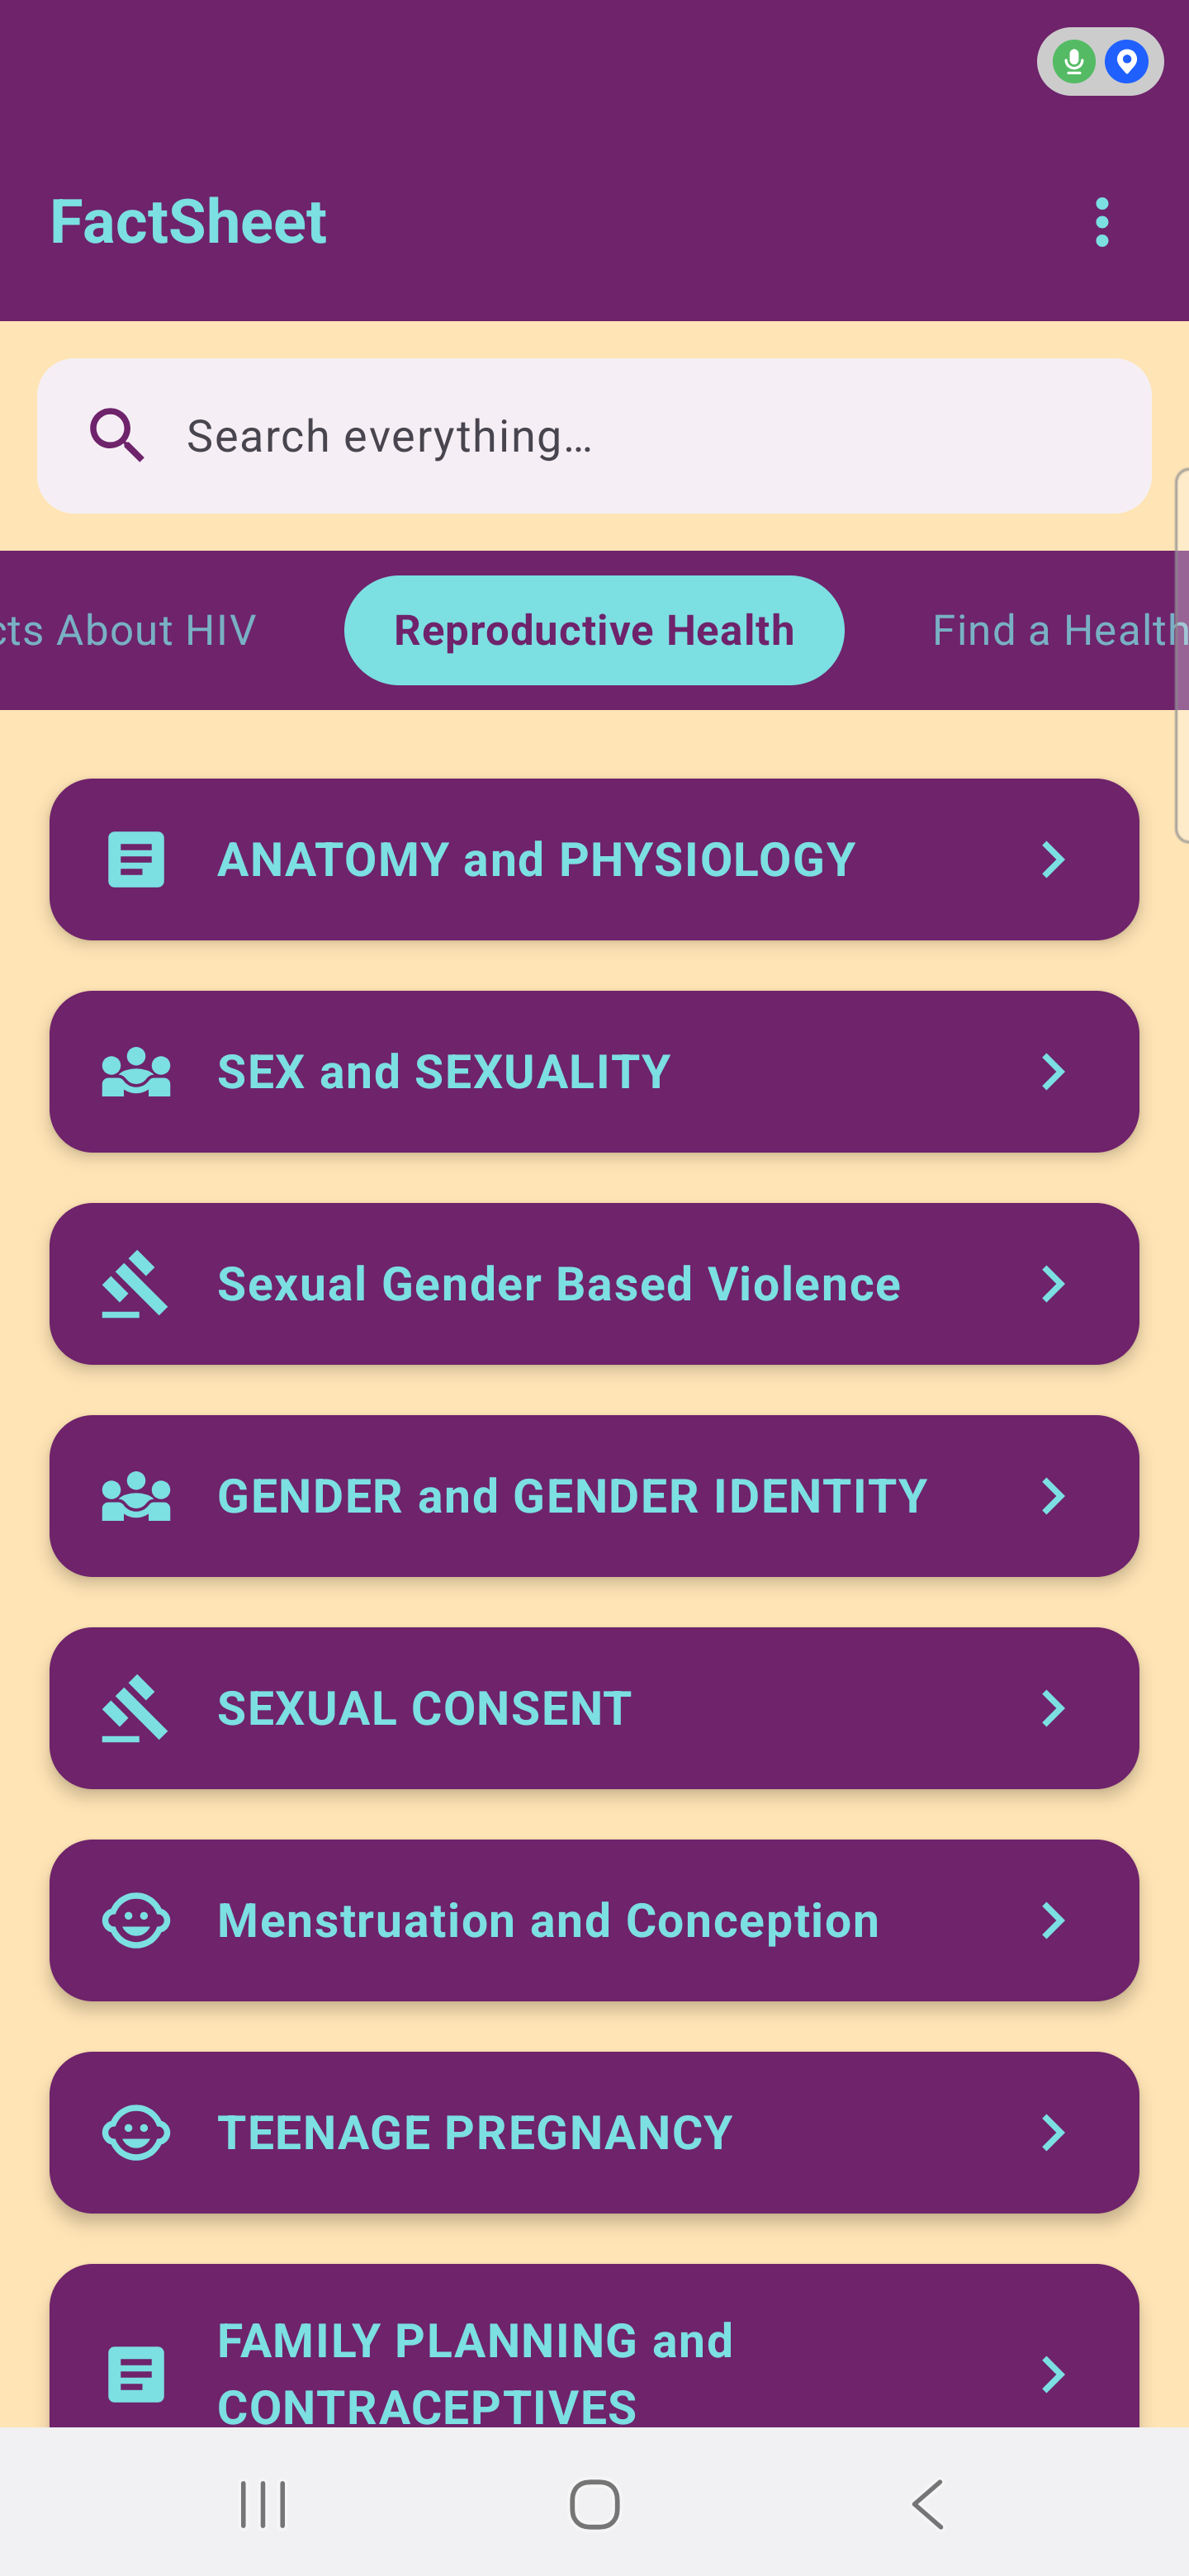 FactSheet
Search everything...
cts About HIV
Reproductive Health
Find a Health
ANATOMY and PHYSIOLOGY
SEX and SEXUALITY
Sexual Gender Based Violence
GENDER and GENDER IDENTITY
SEXUAL CONSENT
Menstruation and Conception
TEENAGE PREGNANCY
FAMILY PLANNING and
CONTRACEPTIVES